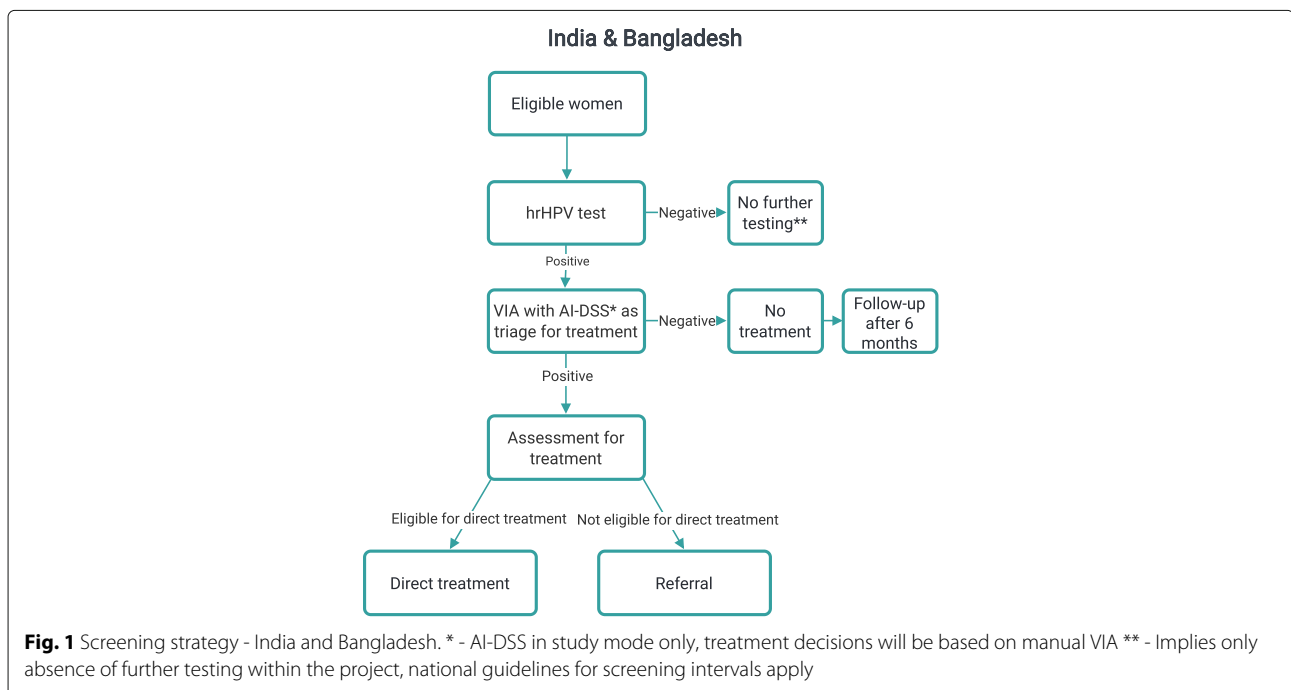 India & Bangladesh
Eligible women
hrHPV test
Negative
No further
testing**
Positive
VIA with AI-DSS* as
triage for treatment
Negative
No
treatment
Follow-up
after 6
months
Positive
Assessment for
treatment
Eligible for direct treatment
Not eligible for direct treatment
Direct treatment
Referral
Fig. 1 Screening strategy - India and Bangladesh. * - AI-DSS in study mode only, treatment decisions will be based on manual VIA ** - Implies only
absence of further testing within the project, national guidelines for screening intervals apply